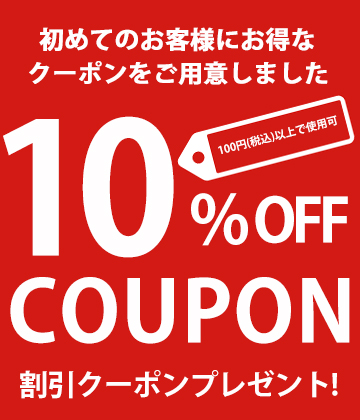 初めてのお客様にお得な
クーポンをご用意しました
100円(税込)以上で使用可
10%OFF
COUPON
割引クーポンプレゼント!